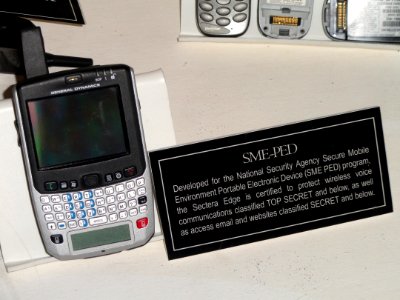 GENERAL DYNAMICS
SME-PED
Developed for the National Security Agency Secure Mobile
Environment Portable Electronic Device (SME PED) program,
the Sectera Edge is certified to protect wireless voice
communications classified TOP SECRET and below, as well
as access email and websites classified SECRET and below.